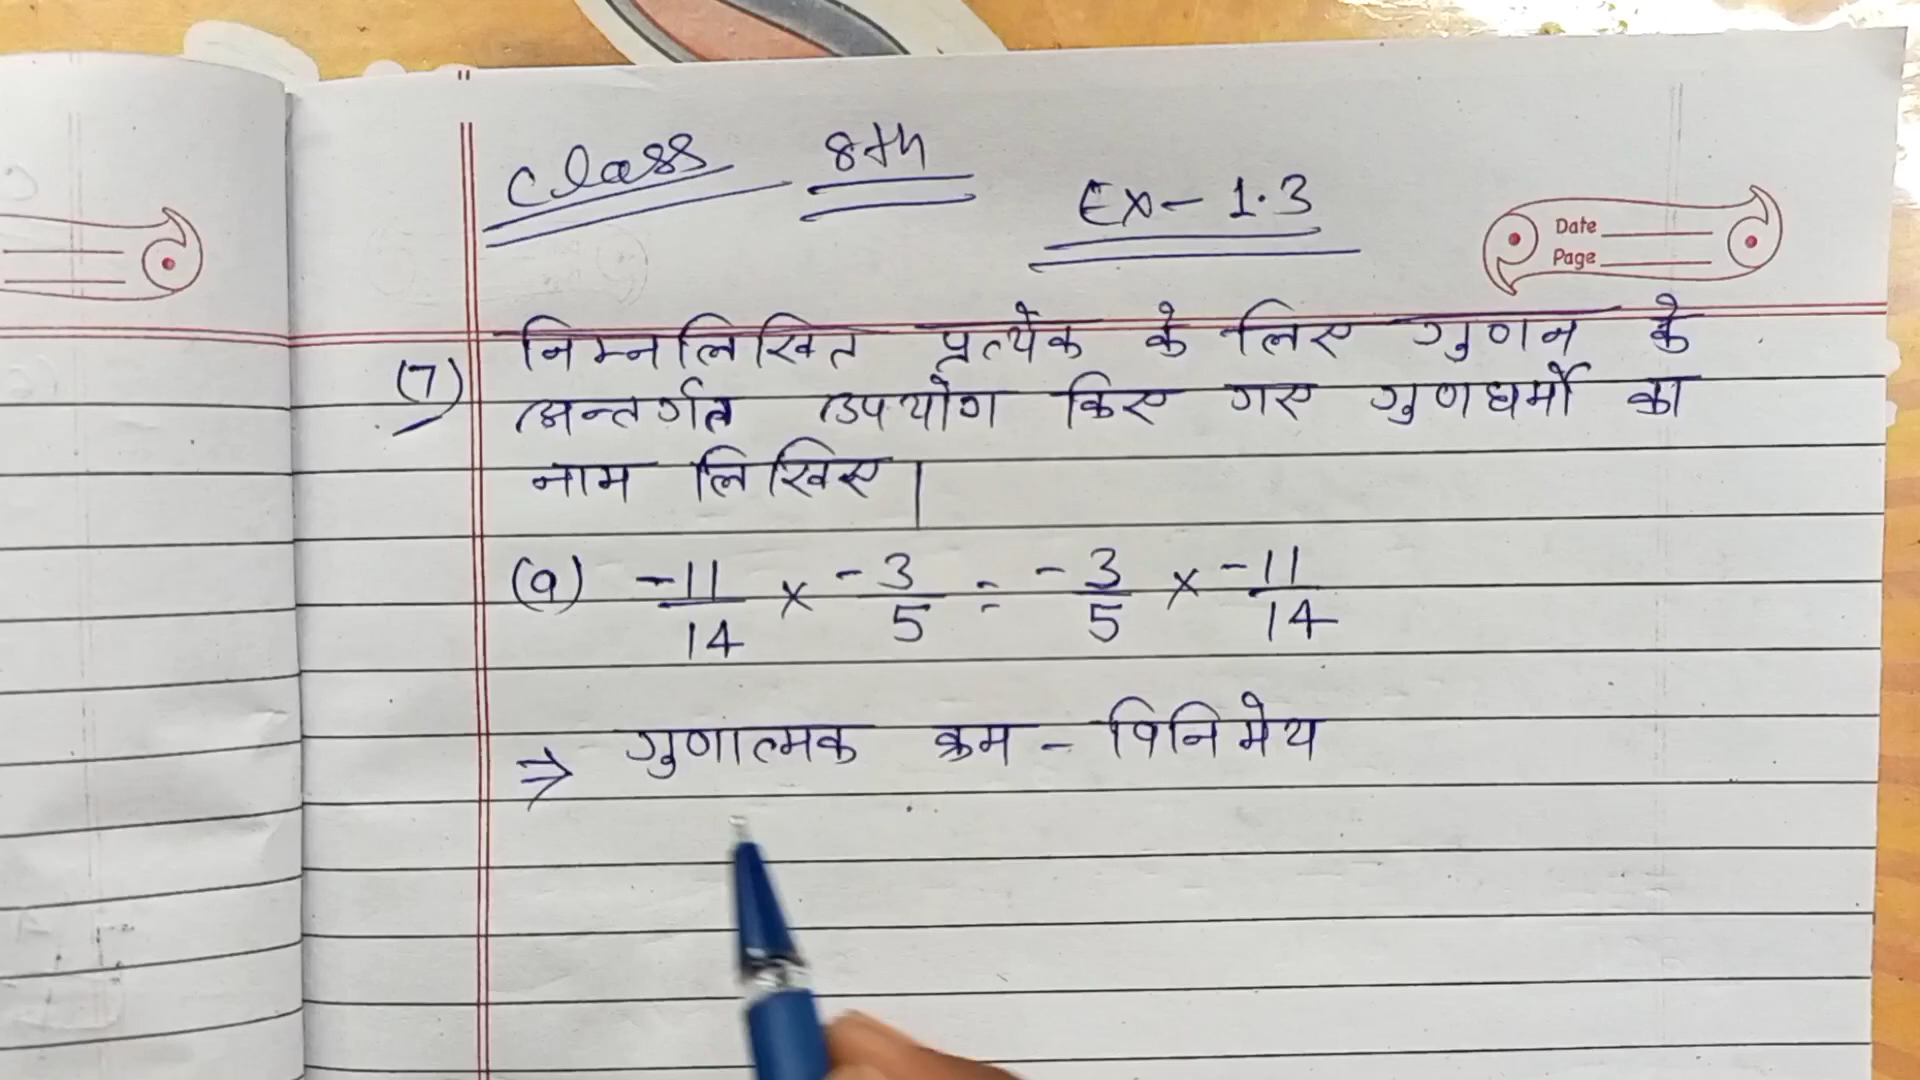 Class 8th
Ex- 1.3
Date
Page
(7) निम्नलिखित प्रत्येक के लिए गुणन के
अन्तर्गत उपयोग किए गए गुणधर्मो का
नाम लिखिए |
(a) -11/14 × -3/5 = -3/5 × -11/14
⇒ गुणात्मक क्रम - विनिमेय